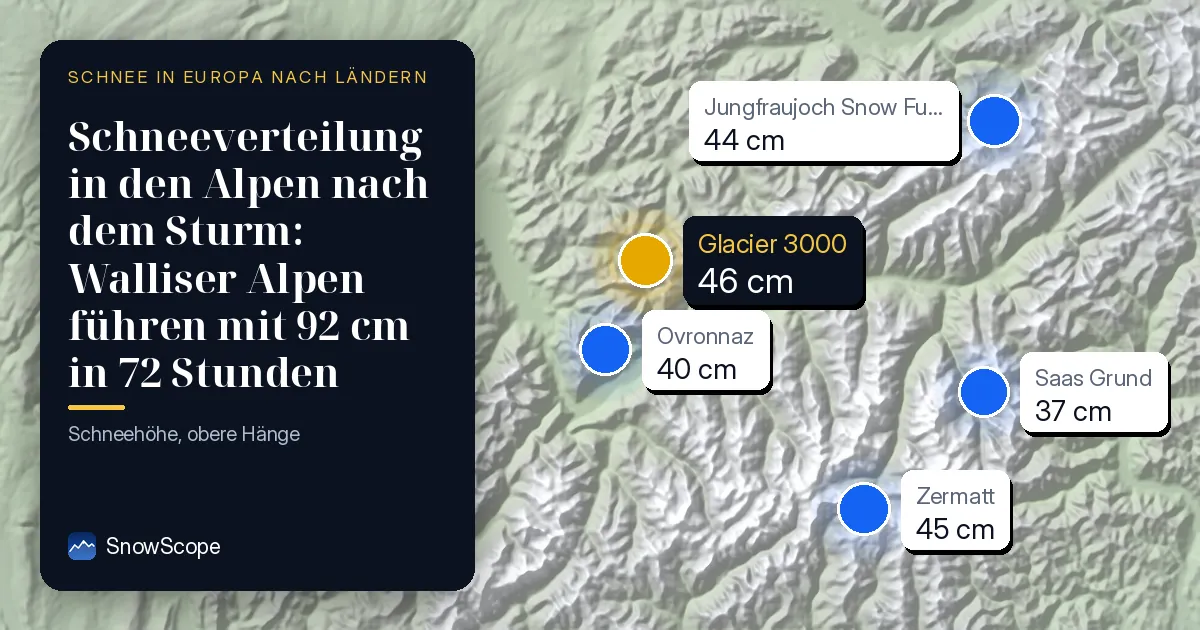 SCHNEE IN EUROPA NACH LÄNDERN
Schneeverteilung
in den Alpen nach
dem Sturm:
Walliser Alpen
führen mit 92 cm
in 72 Stunden
Schneehöhe, obere Hänge
SnowScope
Jungfraujoch Snow Fu...
44 cm
Glacier 3000
46 cm
Ovronnaz
40 cm
Saas Grund
37 cm
Zermatt
45 cm